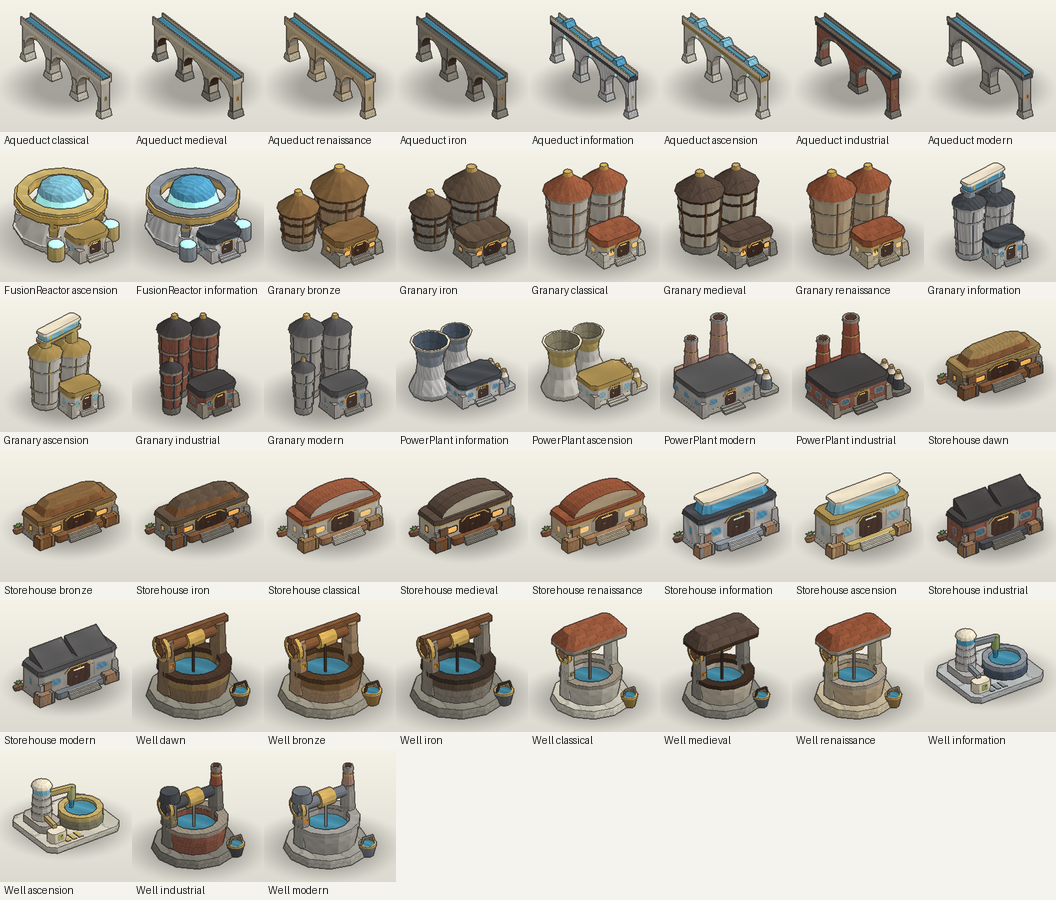 Aqueduct classical
Aqueduct medieval
Aqueduct renaissance
Aqueduct iron
Aqueduct information
Aqueduct ascension
Aqueduct industrial
Aqueduct modern
FusionReactor ascension
FusionReactor information
Granary bronze
Granary iron
Granary classical
Granary medieval
Granary renaissance
Granary information
Granary ascension
Granary industrial
Granary modern
PowerPlant information
PowerPlant ascension
PowerPlant modern
PowerPlant industrial
Storehouse dawn
Storehouse bronze
Storehouse iron
Storehouse classical
Storehouse medieval
Storehouse renaissance
Storehouse information
Storehouse ascension
Storehouse industrial
Storehouse modern
Well dawn
Well bronze
Well iron
Well classical
Well medieval
Well renaissance
Well information
Well ascension
Well industrial
Well modern